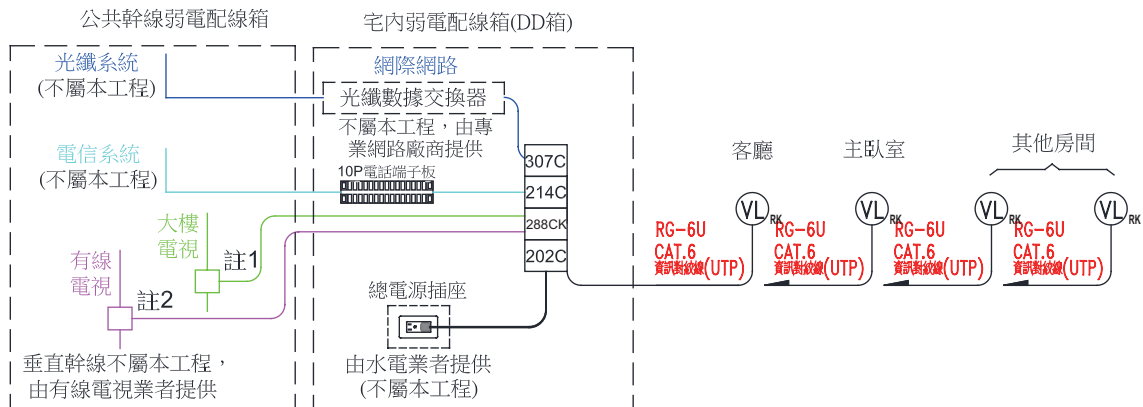 公共幹線弱電配線箱
宅內弱電配線箱(DD箱)
光纖系統
(不屬本工程)
網際網路
光纖數據交換器
不屬本工程，由專
業網路廠商提供
電信系統
(不屬本工程)
10P電話端子板
307C
214C
288CK
202C
大樓
電視
註1
有線
電視
註2
總電源插座
垂直幹線不屬本工程，
由有線電視業者提供
由水電業者提供
(不屬本工程)
客廳
主臥室
其他房間
VL
RK
VL
RK
VL
RK
VL
RK
RG-6U
CAT.6
資訊對絞線(UTP)
RG-6U
CAT.6
資訊對絞線(UTP)
RG-6U
CAT.6
資訊對絞線(UTP)
RG-6U
CAT.6
資訊對絞線(UTP)